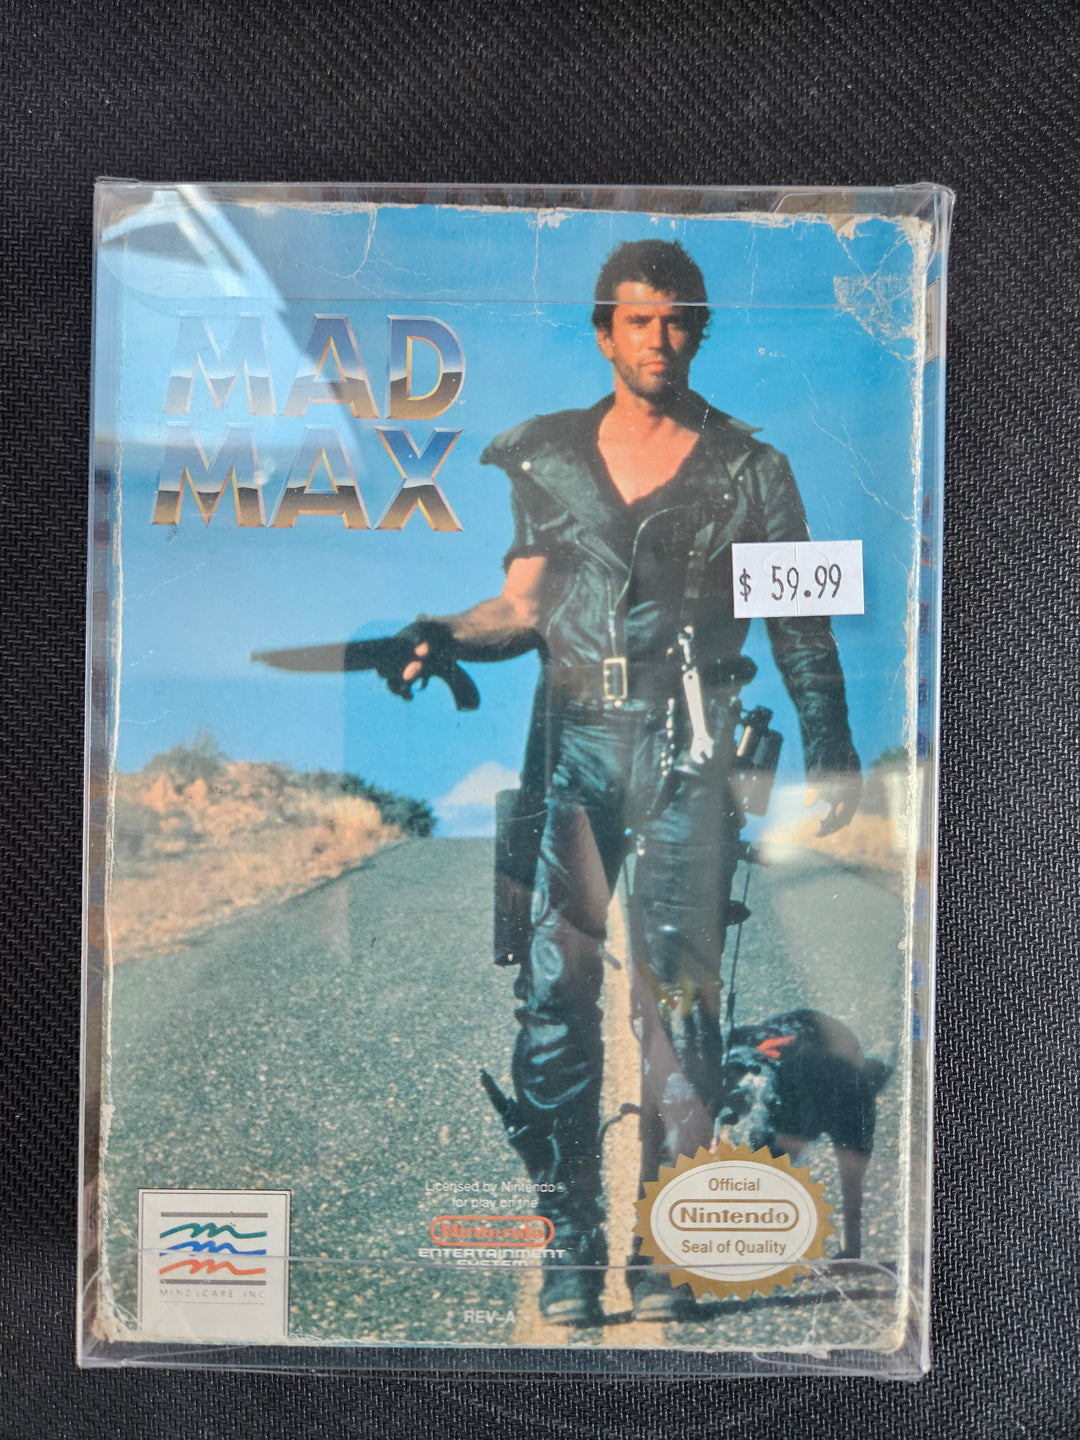 MAD
MAX
$ 59.99
Licensed by Nintendo®
for play on the
Nintendo
ENTERTAINMENT
SYSTEM
REV-A
Official
Nintendo
Seal of Quality
MINDSCAPE INC